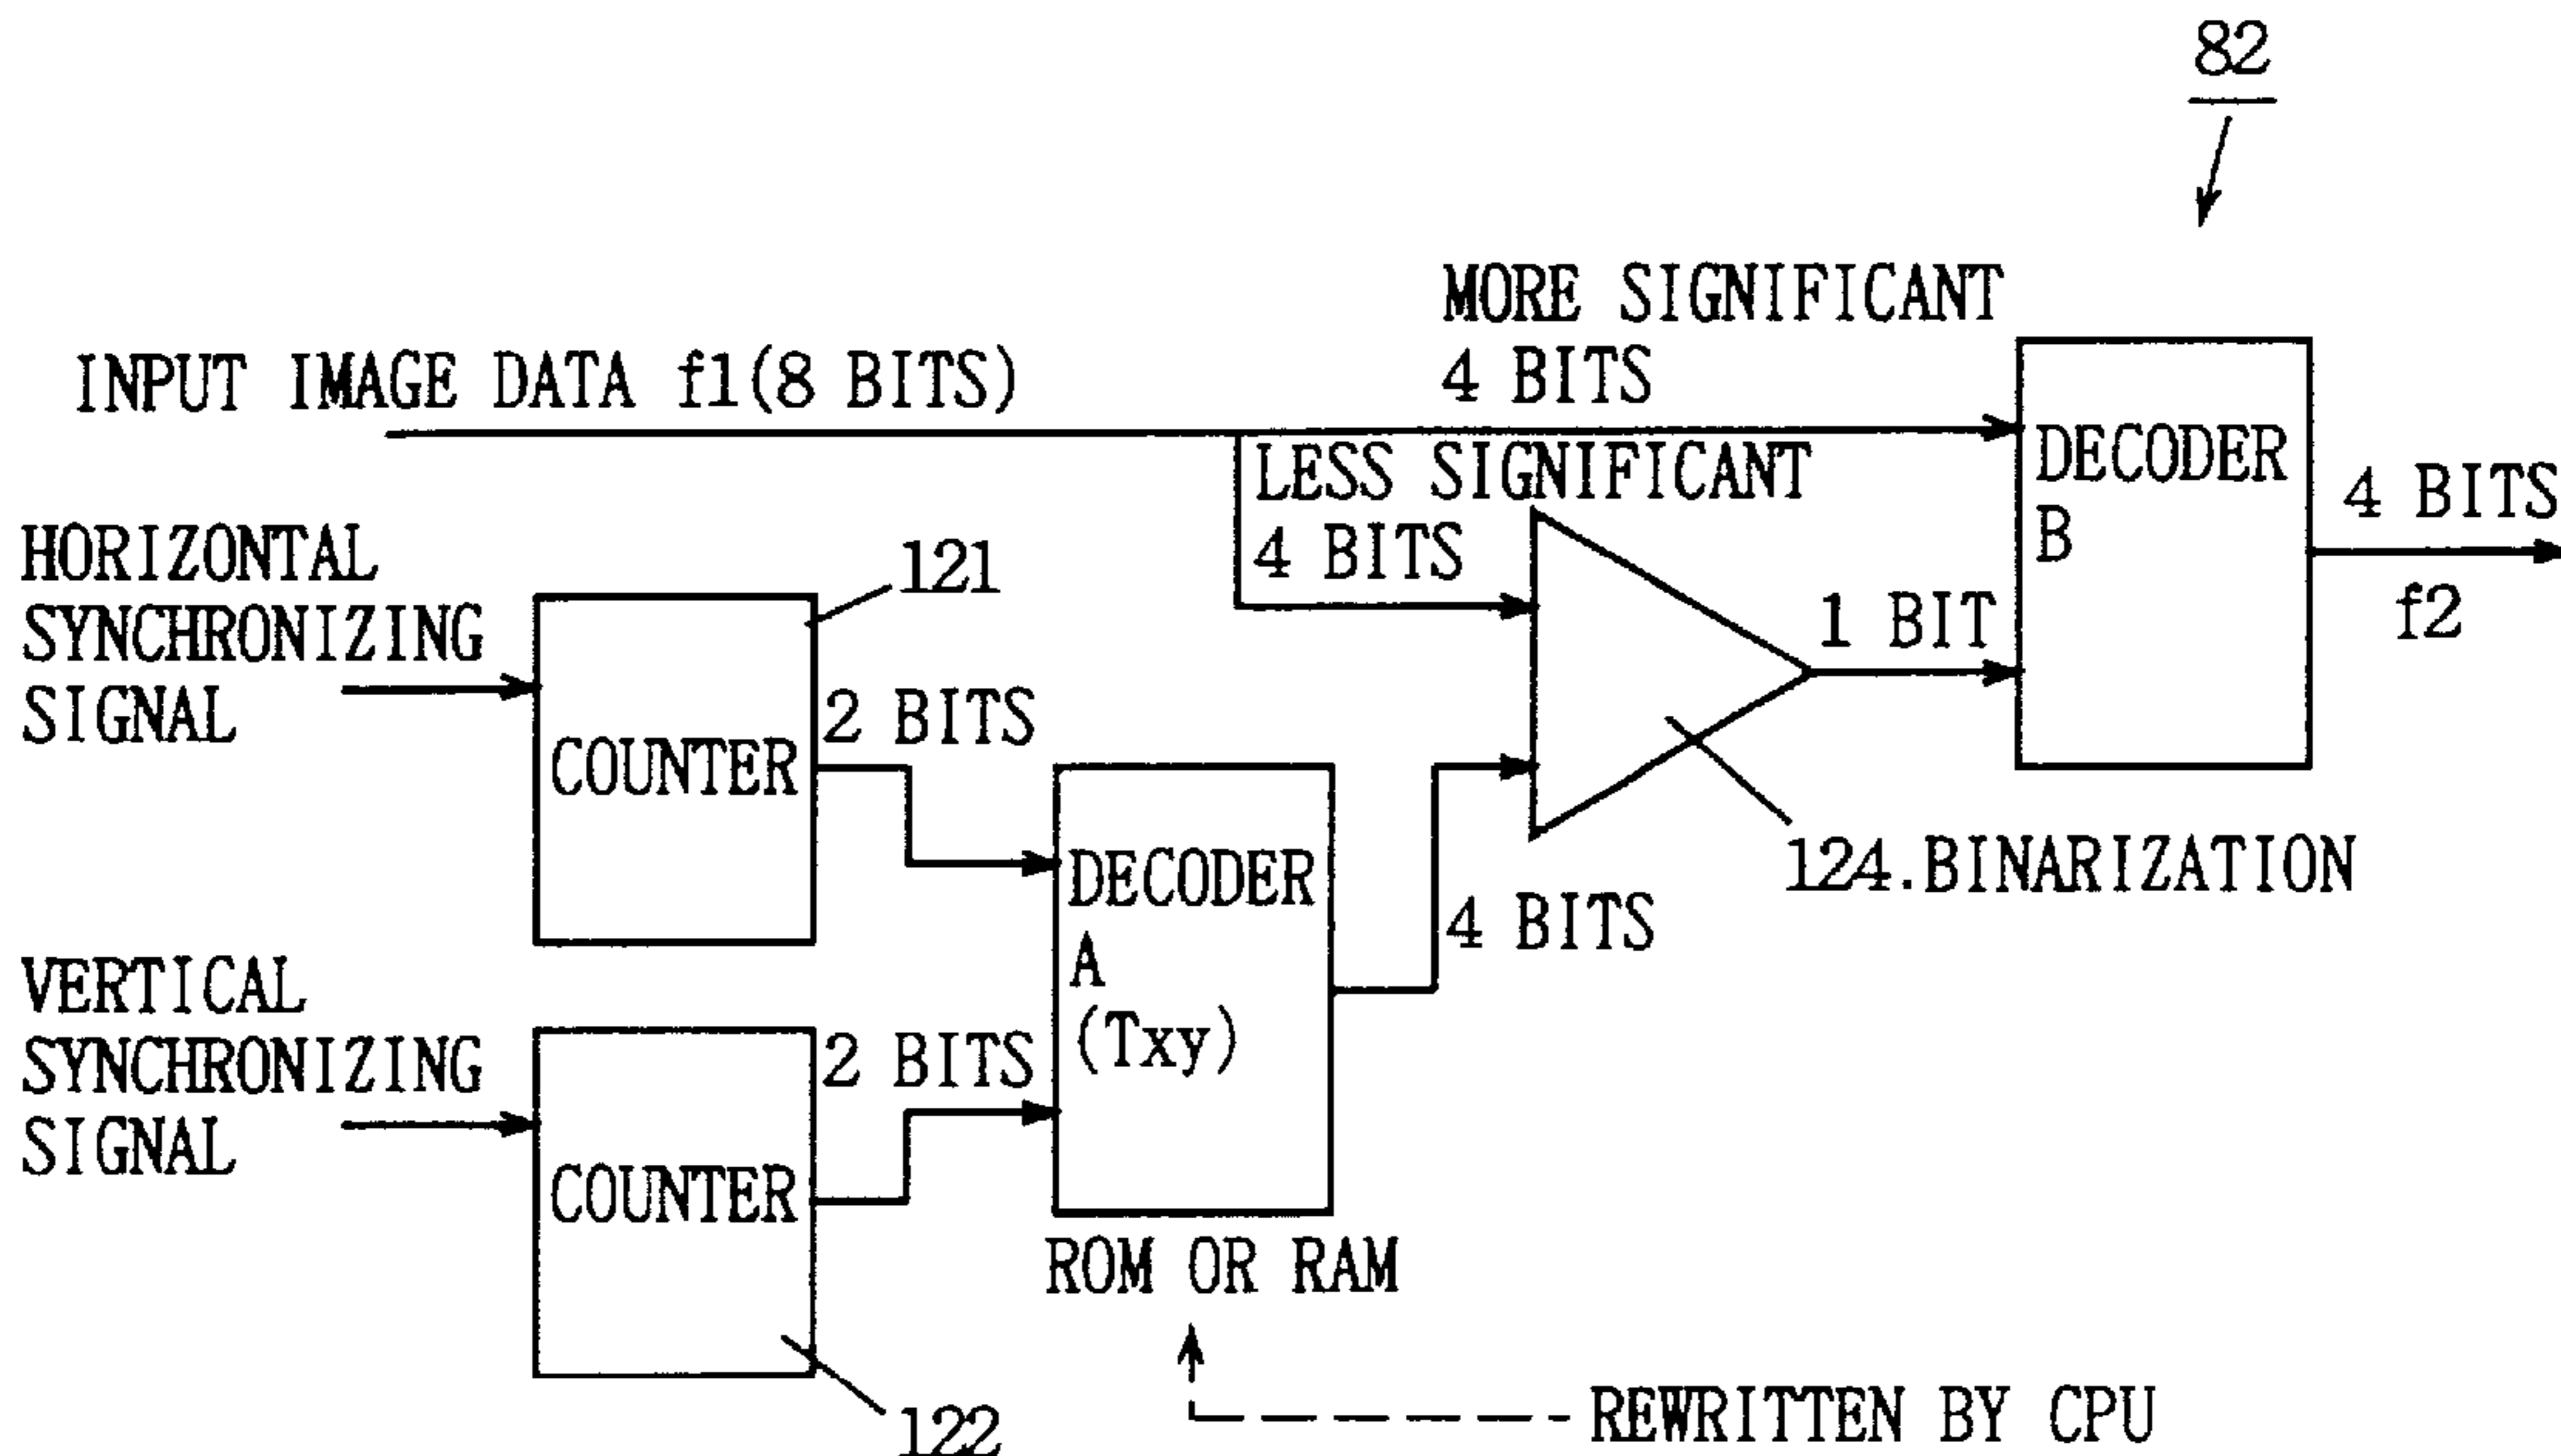 82
MORE SIGNIFICANT
4 BITS
INPUT IMAGE DATA f1(8 BITS)
LESS SIGNIFICANT
4 BITS
DECODER
B
4 BITS
f2
HORIZONTAL
SYNCHRONIZING
SIGNAL
121
COUNTER
2 BITS
1 BIT
124.BINARIZATION
DECODER
A
(Txy)
4 BITS
VERTICAL
SYNCHRONIZING
SIGNAL
COUNTER
2 BITS
122
ROM OR RAM
REWRITTEN BY CPU